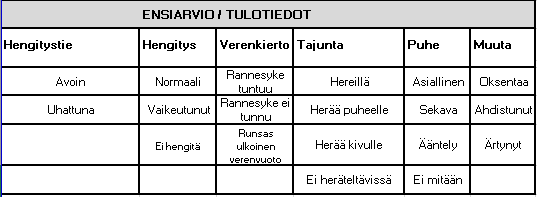 ENSIARVIO / TULOTIEDOT
Hengitystie Hengitys Verenkierto Tajunta Puhe Muuta
Avoin Normaali Rannesyke tuntuu Hereillä Asiallinen Oksentaa
Uhattuna Vaikeutunut Rannesyke ei tunnu Herää puheelle Sekava Ahdistunut
Ei hengitä Runsas ulkoinen verenvuoto Herää kivulle Ääntely Ärtynyt
Ei heräteltävissä Ei mitään